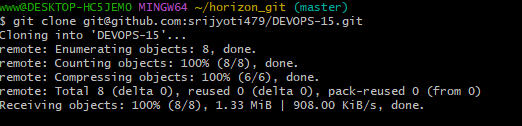 www@DESKTOP-HC5JEMO MINGW64 ~/horizon_git (master)
$ git clone git@github.com:srijyoti479/DEVOPS-15.git
Cloning into 'DEVOPS-15'...
remote: Enumerating objects: 8, done.
remote: Counting objects: 100% (8/8), done.
remote: Compressing objects: 100% (6/6), done.
remote: Total 8 (delta 0), reused 0 (delta 0), pack-reused 0 (from 0)
Receiving objects: 100% (8/8), 1.33 MiB | 908.00 KiB/s, done.